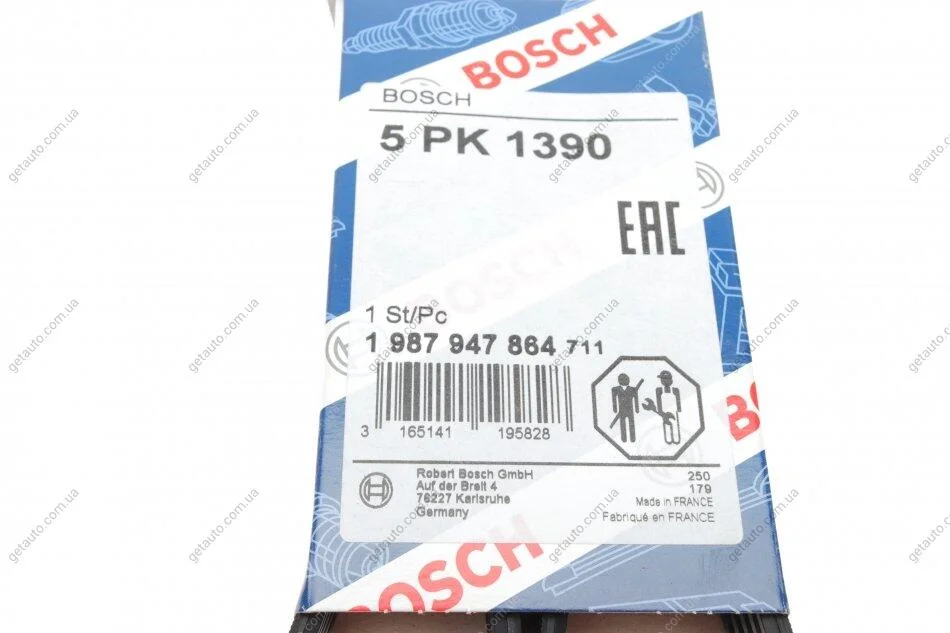 BOSCH
BOSCH
5 PK 1390
EAC
BOSCH
1 St/Pc
1 987 947 864 711
3 165141 195828
BOSCH
Robert Bosch GmbH
Auf der Breit 4
76227 Karlsruhe
Germany
250
179
Made in FRANCE
Fabriqué en FRANCE
BOSCH
getauto.com.ua